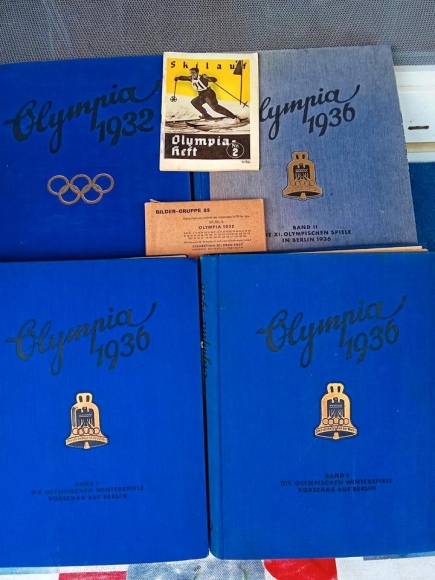 Olympia
1932
Skilauf
Olympia-
Heft
Nr.
2
Olympia
1936
BAND II
DIE XI. OLYMPISCHEN SPIELE
IN BERLIN 1936
BILDER-GRUPPE 25
OLYMPIA 1932
Olympia
1936
BAND I
DIE OLYMPISCHEN WINTERSPIELE
VORSCHAU AUF BERLIN
Olympia
1936
BAND I
DIE OLYMPISCHEN WINTERSPIELE
VORSCHAU AUF BERLIN